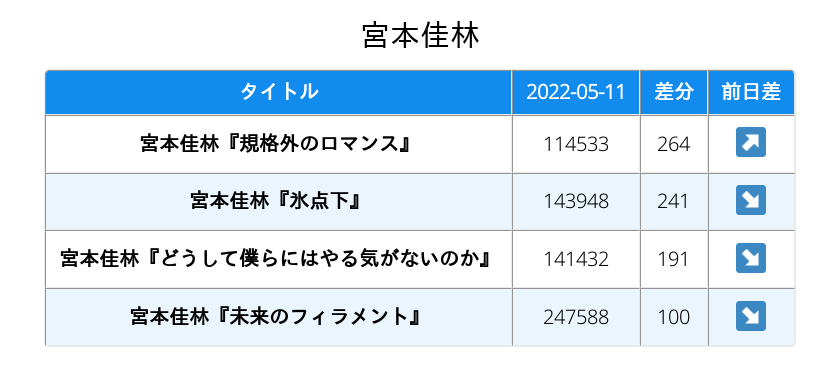 宮本佳林
タイトル 2022-05-11 差分 前日差
宮本佳林『規格外のロマンス』 114533 264 ↗
宮本佳林『氷点下』 143948 241 ↘
宮本佳林『どうして僕らにはやる気がないのか』 141432 191 ↘
宮本佳林『未来のフィラメント』 247588 100 ↘